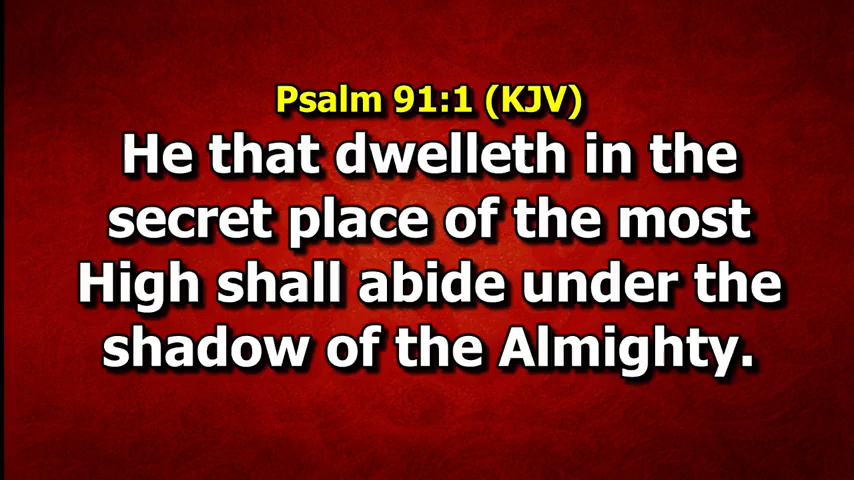 Psalm 91:1 (KJV)
He that dwelleth in the
secret place of the most
High shall abide under the
shadow of the Almighty.